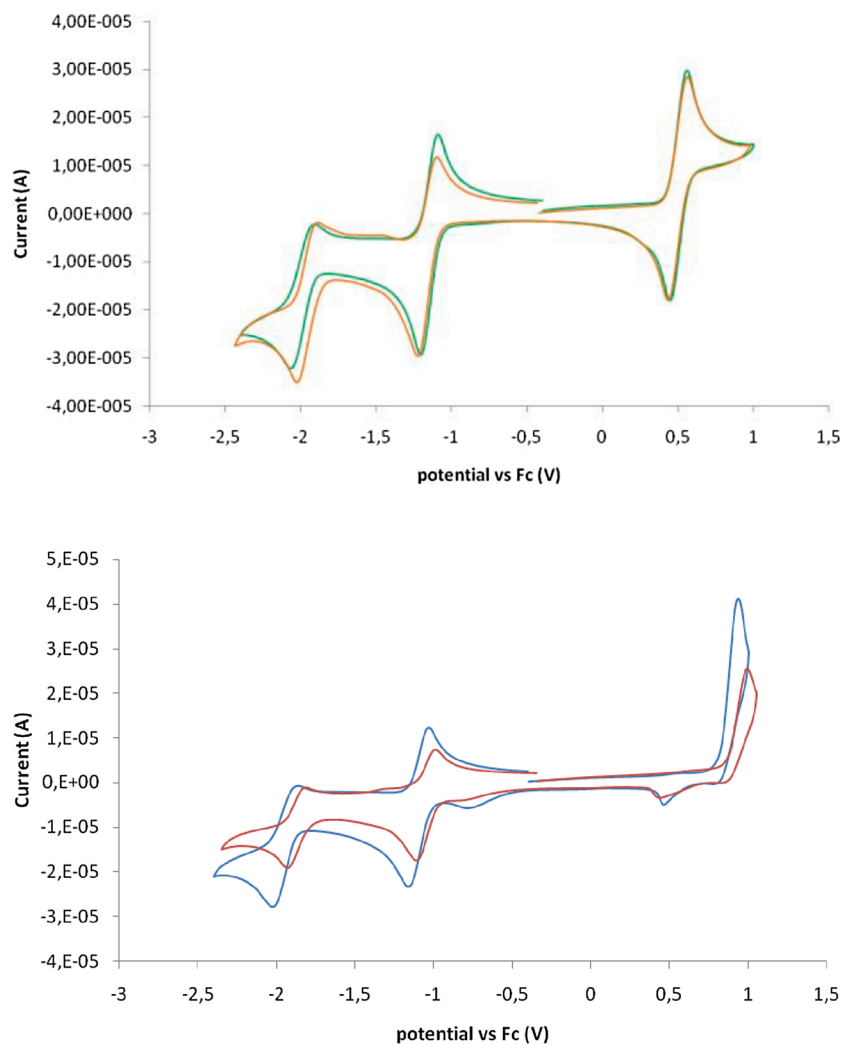 4,00E-005
3,00E-005
2,00E-005
1,00E-005
0,00E+000
-1,00E-005
-2,00E-005
-3,00E-005
-4,00E-005
Current (A)
-3 -2,5 -2 -1,5 -1 -0,5 0 0,5 1 1,5
potential vs Fc (V)
5,E-05
4,E-05
3,E-05
2,E-05
1,E-05
0,E+00
-1,E-05
-2,E-05
-3,E-05
-4,E-05
Current (A)
-3 -2,5 -2 -1,5 -1 -0,5 0 0,5 1 1,5
potential vs Fc (V)